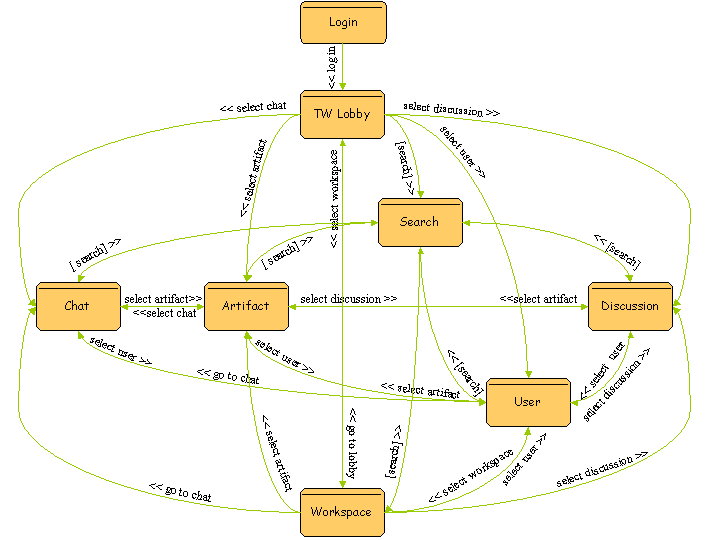 Login
<< log in
TW Lobby
<< select chat
select discussion >>
<< select artifact
<< select workspace
[search] >>
select user >>
Search
[ search] >>
[ search] >>
<< [search]
Chat
select artifact>>
<<select chat
Artifact
select discussion >>
<<select artifact
Discussion
select user >>
<< go to chat
select user >>
<< select artifact
<< [search]
<< select user
select discussion >>
User
<< select artifact
<< go to lobby
[search] >>
<< select workspace
select user >>
select discussion >>
<< go to chat
Workspace